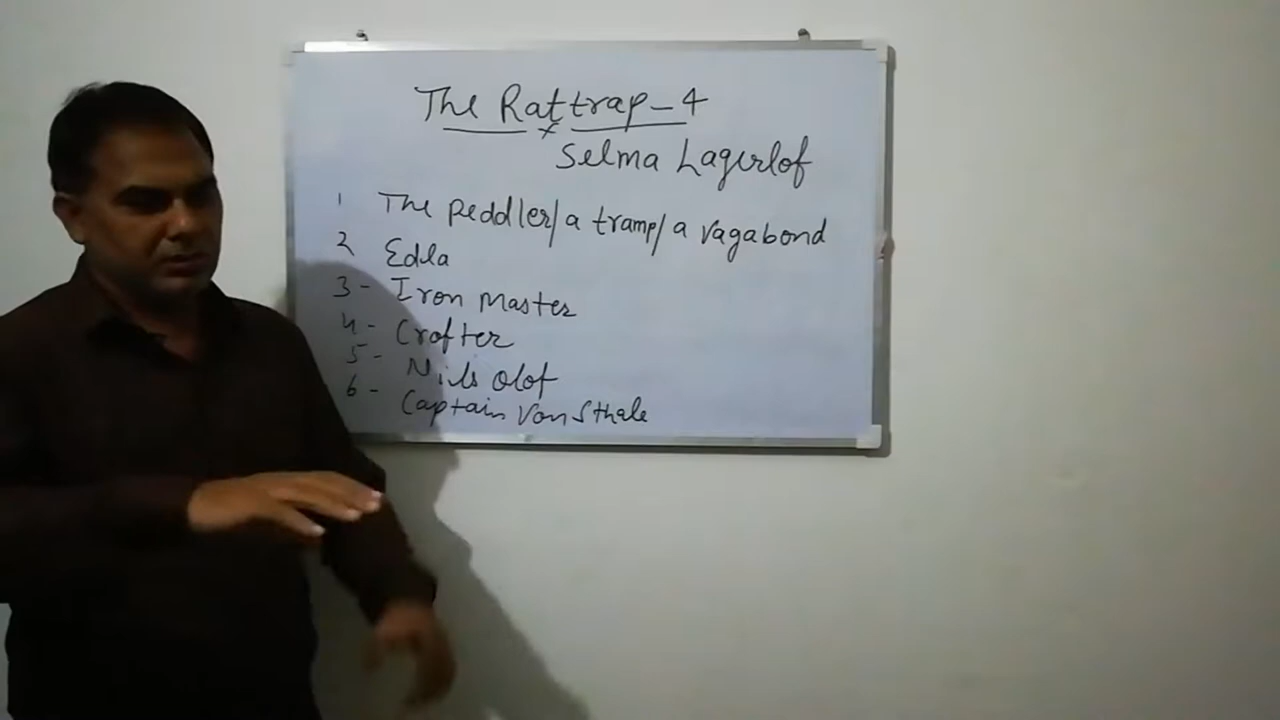 The Rattrap-4
x
Selma Lagerlof
1 The Peddler/a tramp/a vagabond
2 Edla
3- Iron Master
4- Crofter
5- Nils Olof
6- Captain Von Sthale